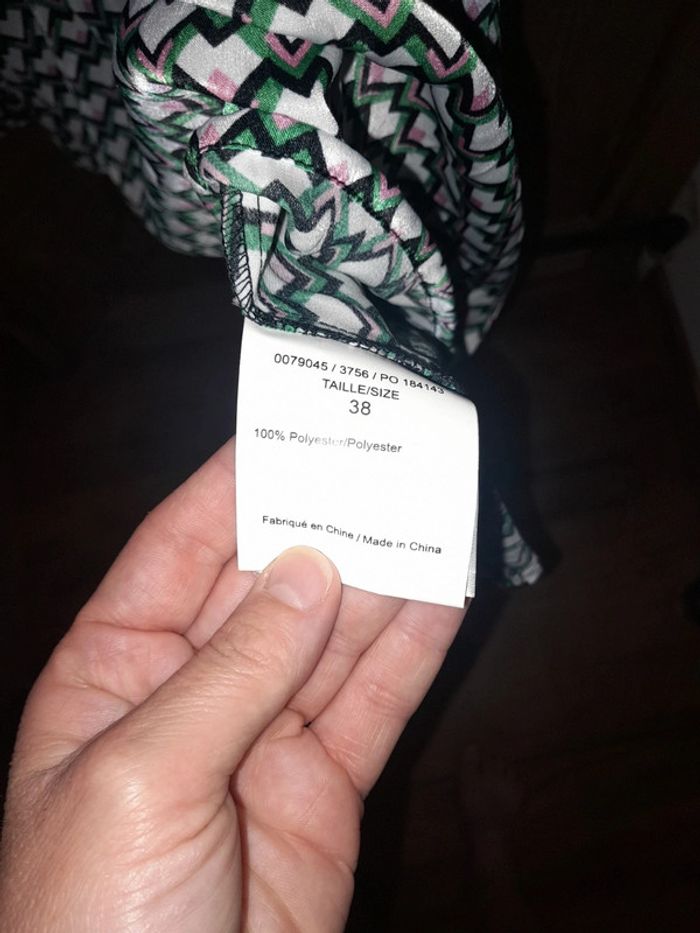 0079045 / 3756 / PO 184143
TAILLE/SIZE
38
100% Polyester/Polyester
Fabriqué en Chine / Made in China